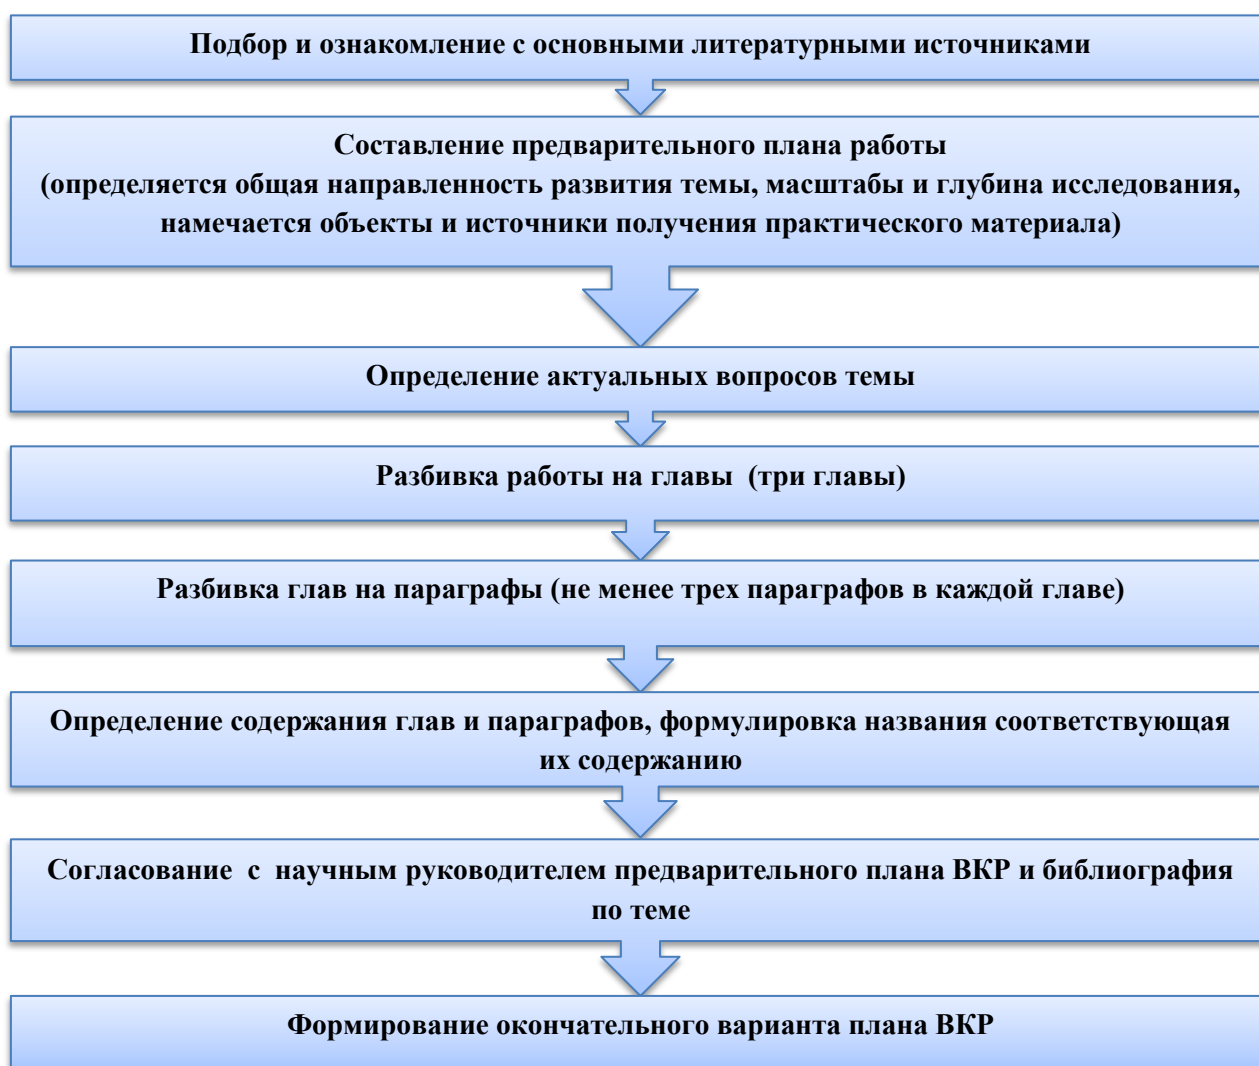 Подбор и ознакомление с основными литературными источниками
Составление предварительного плана работы
(определяется общая направленность развития темы, масштабы и глубина исследования,
намечается объекты и источники получения практического материала)
Определение актуальных вопросов темы
Разбивка работы на главы (три главы)
Разбивка глав на параграфы (не менее трех параграфов в каждой главе)
Определение содержания глав и параграфов, формулировка названия соответствующая
их содержанию
Согласование с научным руководителем предварительного плана ВКР и библиография
по теме
Формирование окончательного варианта плана ВКР